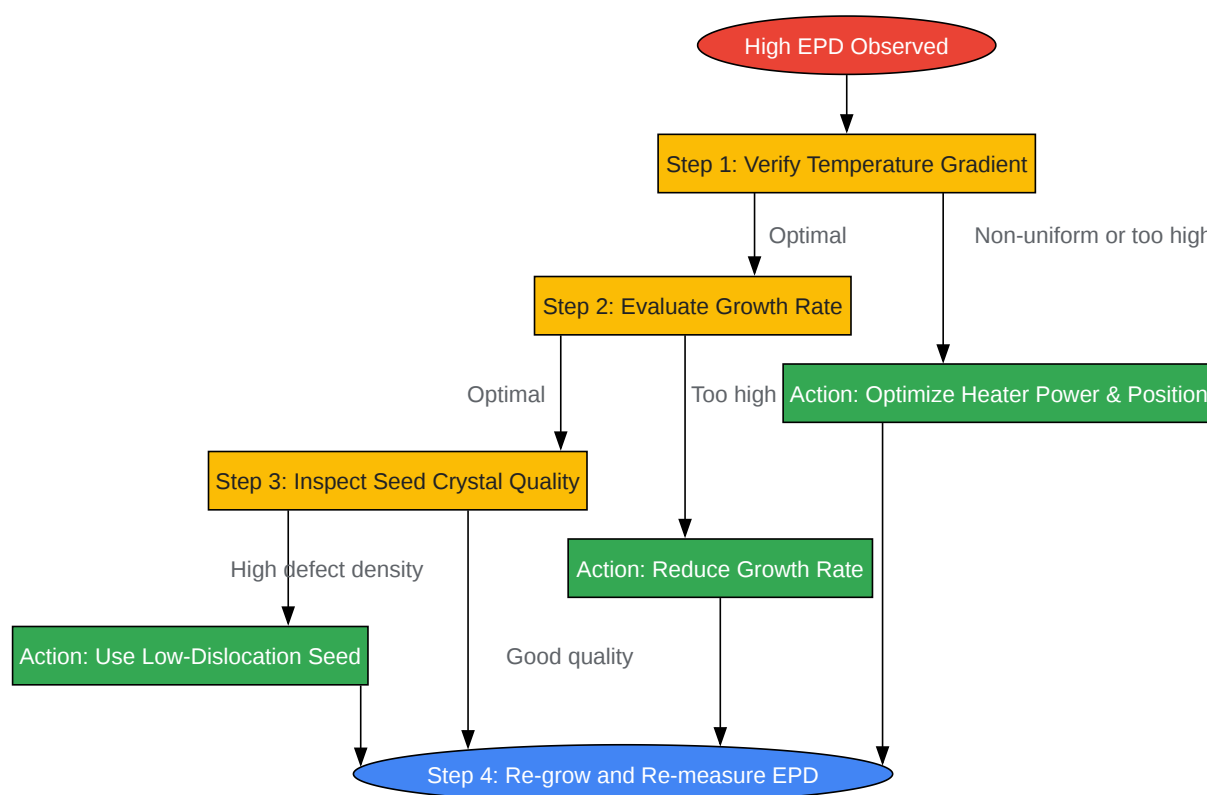 High EPD Observed
Step 1: Verify Temperature Gradient
Optimal
Non-uniform or too high
Step 2: Evaluate Growth Rate
Optimal
Too high
Action: Optimize Heater Power & Position
Step 3: Inspect Seed Crystal Quality
High defect density
Action: Reduce Growth Rate
Action: Use Low-Dislocation Seed
Good quality
Step 4: Re-grow and Re-measure EPD